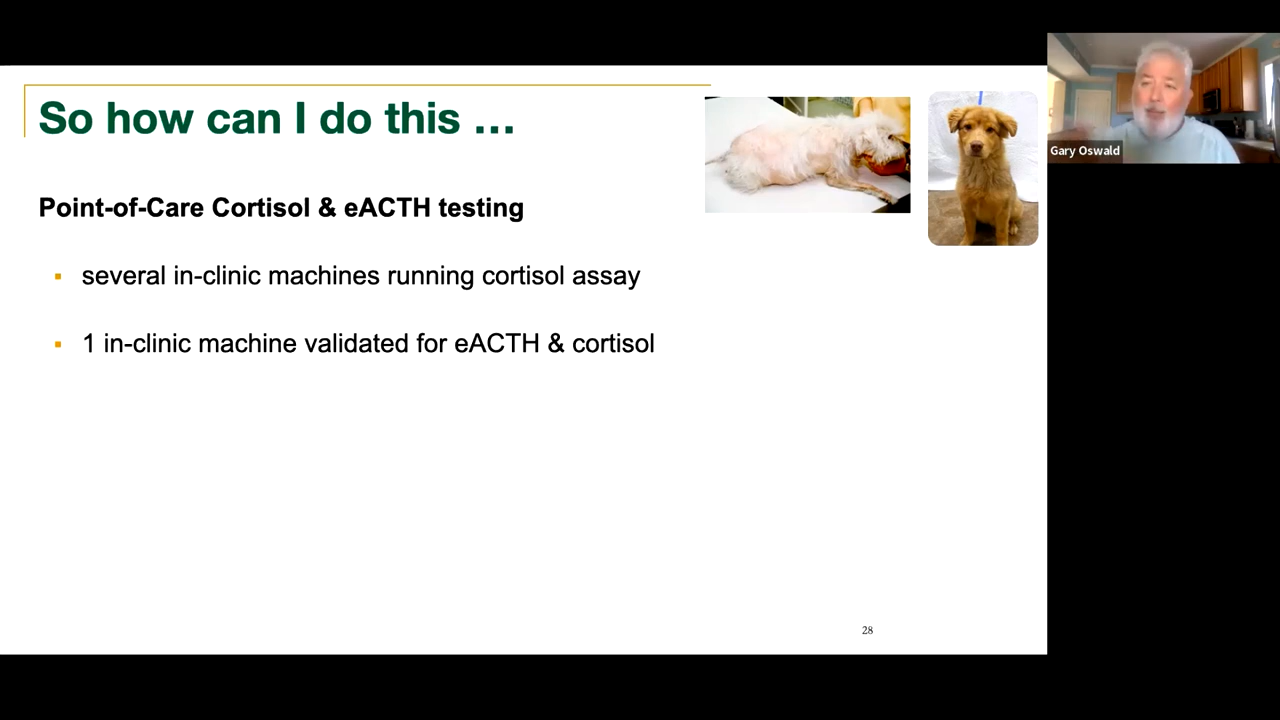 So how can I do this ...
Gary Oswald
Point-of-Care Cortisol & eACTH testing
▪ several in-clinic machines running cortisol assay
▪ 1 in-clinic machine validated for eACTH & cortisol
28